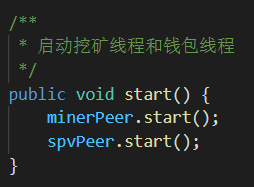 /**
 * 启动挖矿线程和钱包线程
 */
public void start() {
    minerPeer.start();
    spvPeer.start();
}